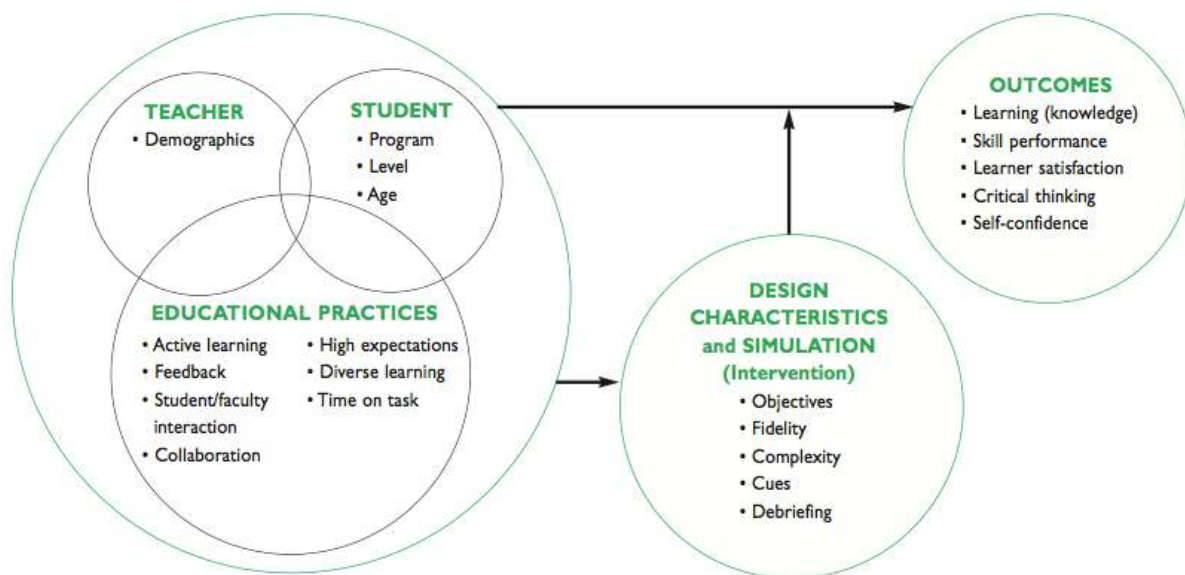 TEACHER
• Demographics
STUDENT
• Program
• Level
• Age
EDUCATIONAL PRACTICES
• Active learning
• Feedback
• Student/faculty
interaction
• Collaboration
• High expectations
• Diverse learning
• Time on task
DESIGN
CHARACTERISTICS
and SIMULATION
(Intervention)
• Objectives
• Fidelity
• Complexity
• Cues
• Debriefing
OUTCOMES
• Learning (knowledge)
• Skill performance
• Learner satisfaction
• Critical thinking
• Self-confidence